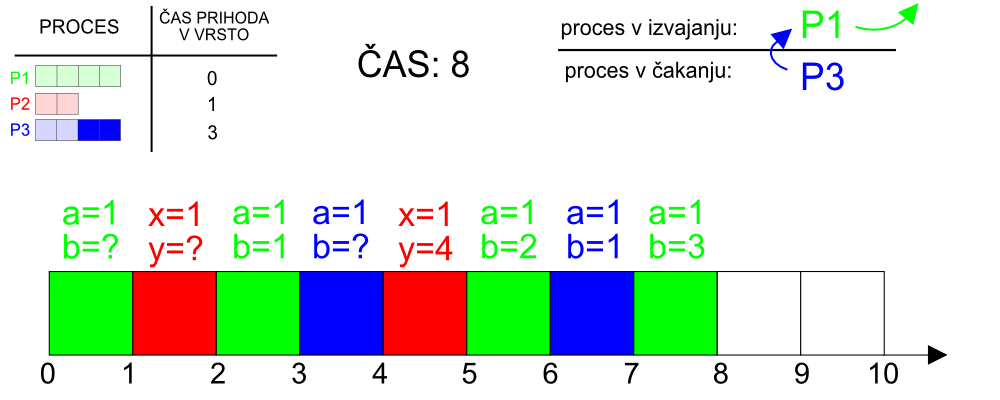 PROCES
ČAS PRIHODA
V VRSTO
P1 0
P2 1
P3 3
ČAS: 8
proces v izvajanju: P1
proces v čakanju: P3
a=1 x=1 a=1 a=1 x=1 a=1 a=1 a=1
b=? y=? b=1 b=? y=4 b=2 b=1 b=3
0 1 2 3 4 5 6 7 8 9 10